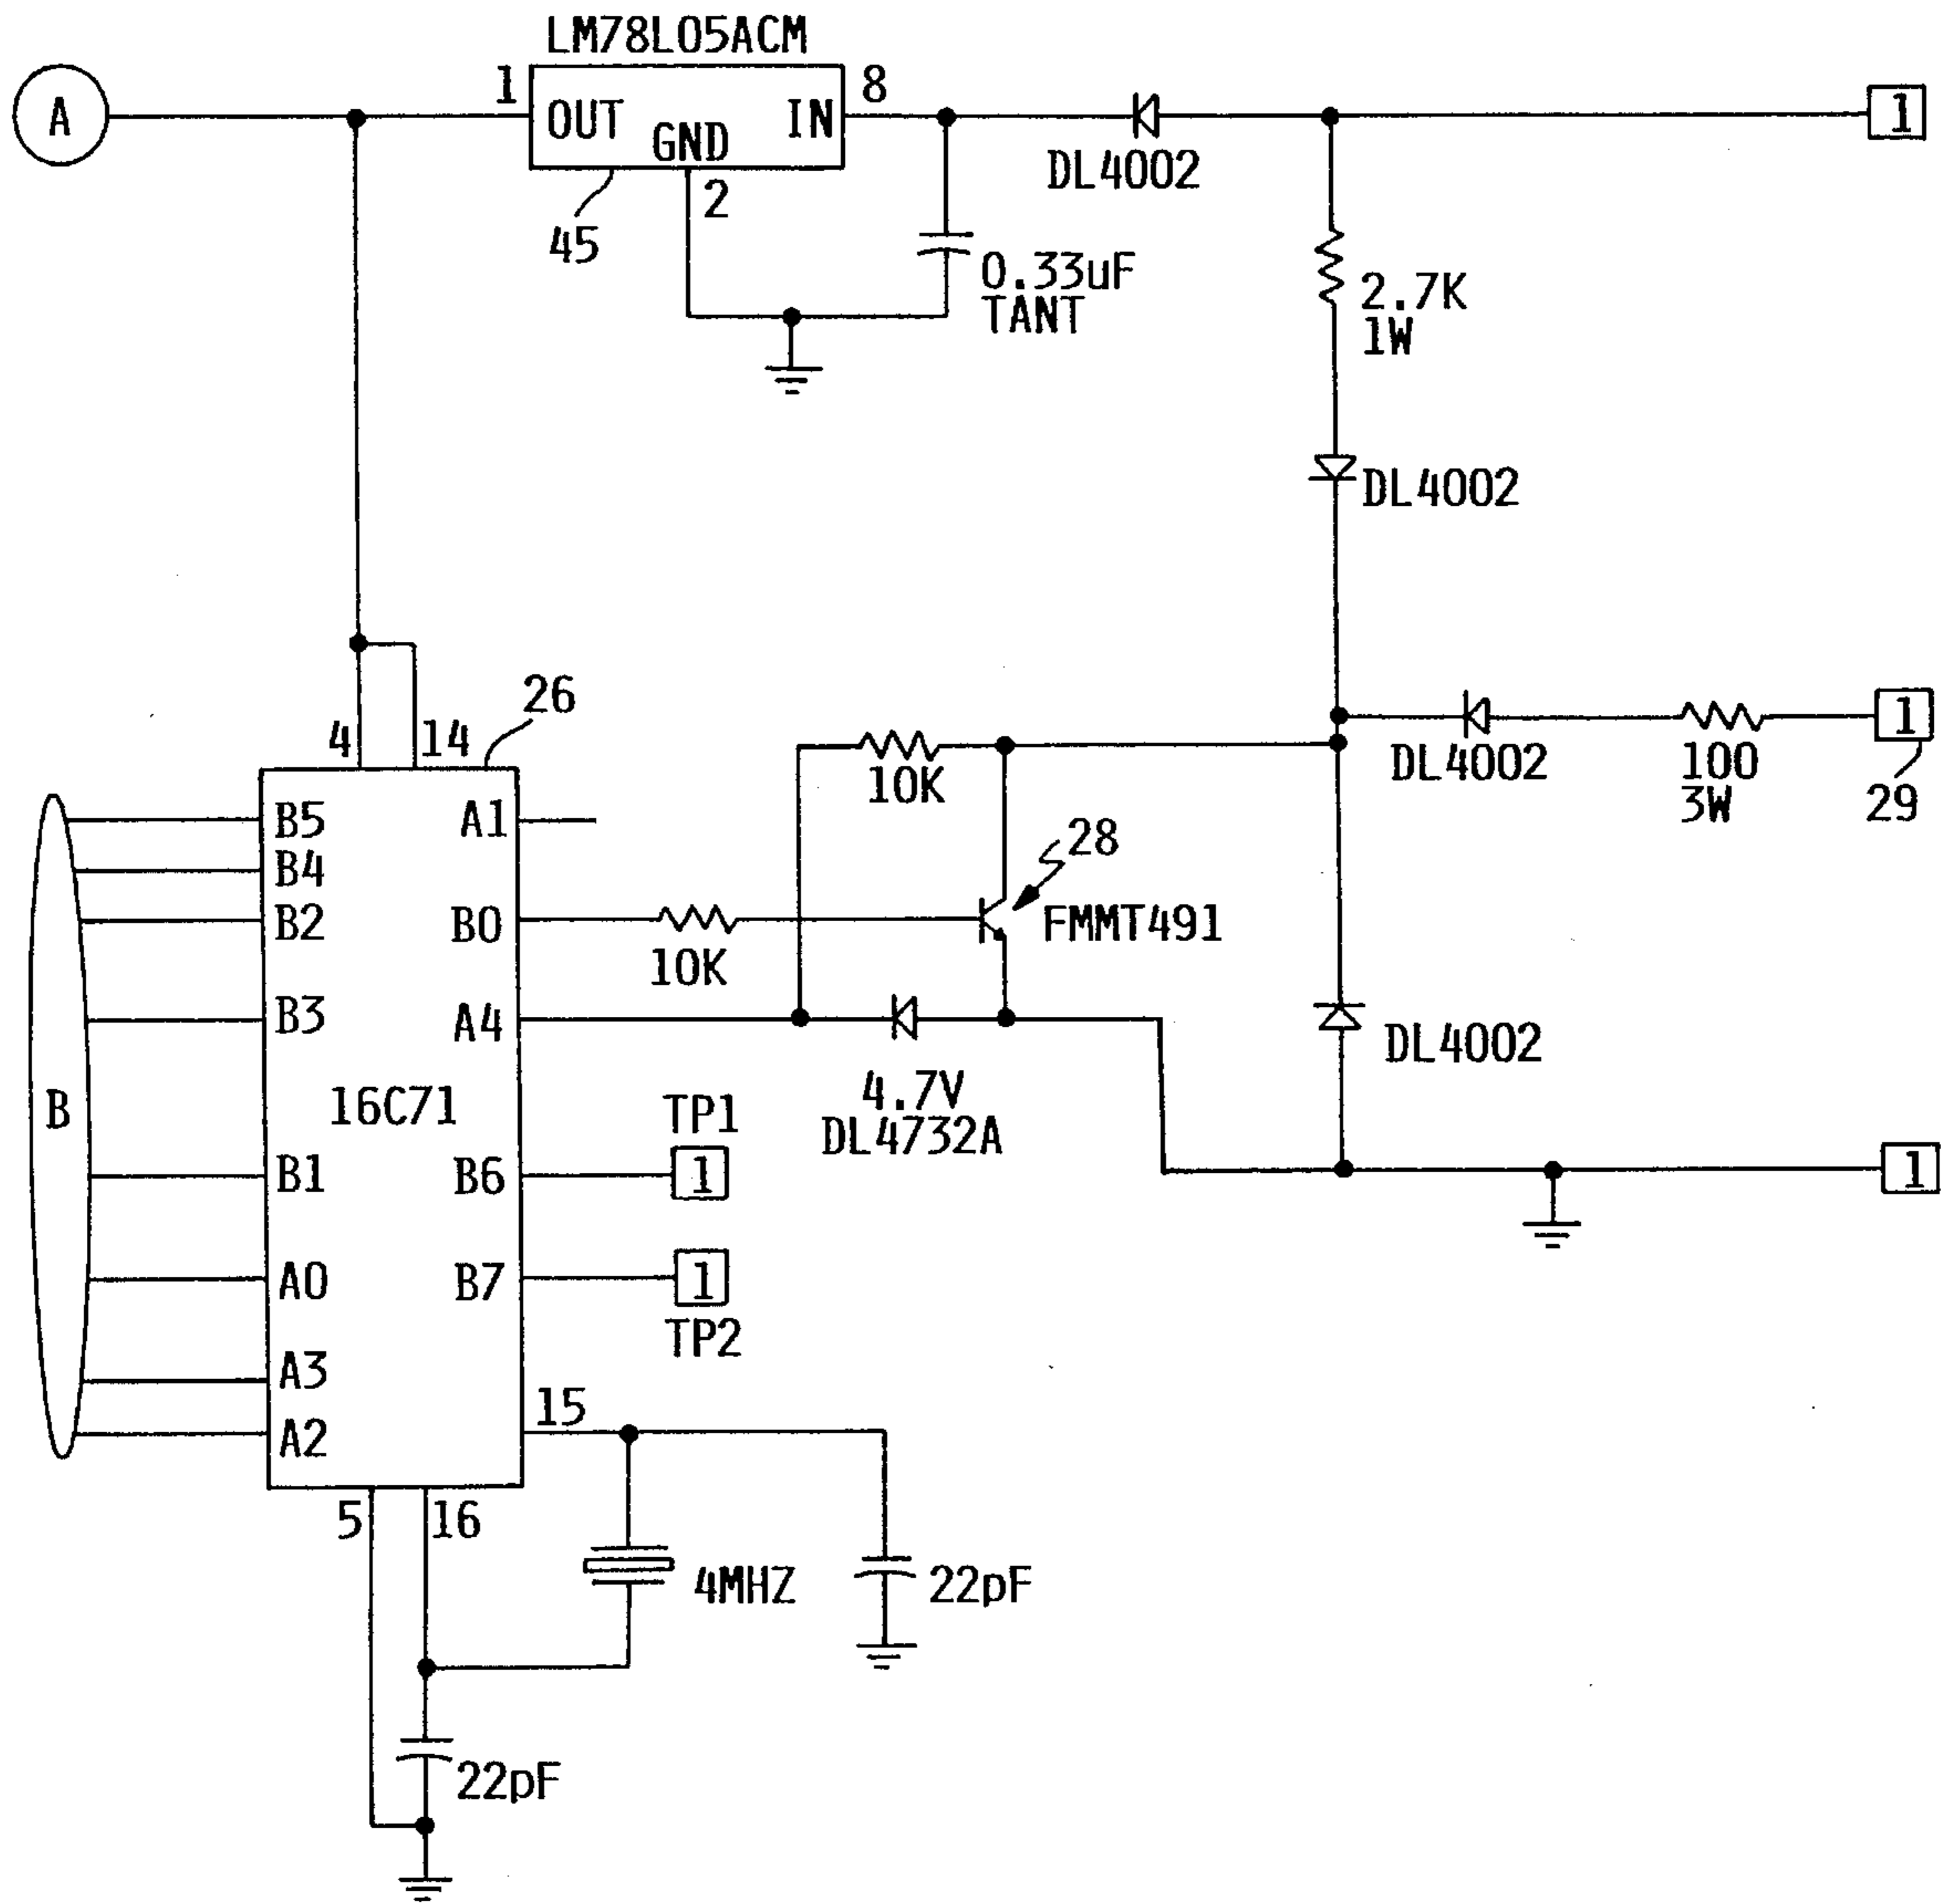 LM78L05ACM
A
1
OUT
GND
IN
8
1
2
45
DL4002
0.33uF
TANT
2.7K
1W
DL4002
26
4
14
10K
DL4002
100
3W
1
29
B5
B4
B2
B3
B1
A0
A3
A2
B
16C71
A1
B0
A4
B6
B7
10K
28
FMMT491
4.7V
DL4732A
DL4002
TP1
1
1
TP2
1
15
5
16
4MHZ
22pF
22pF